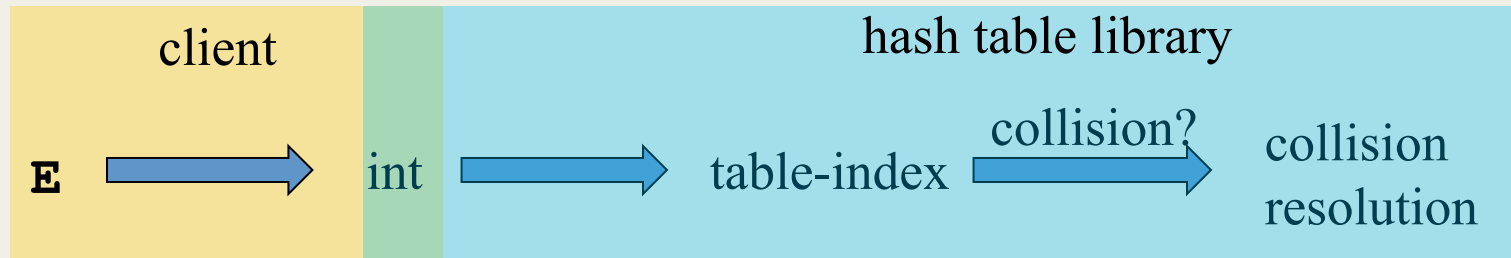 client
hash table library
E
int
table-index
collision?
collision
resolution